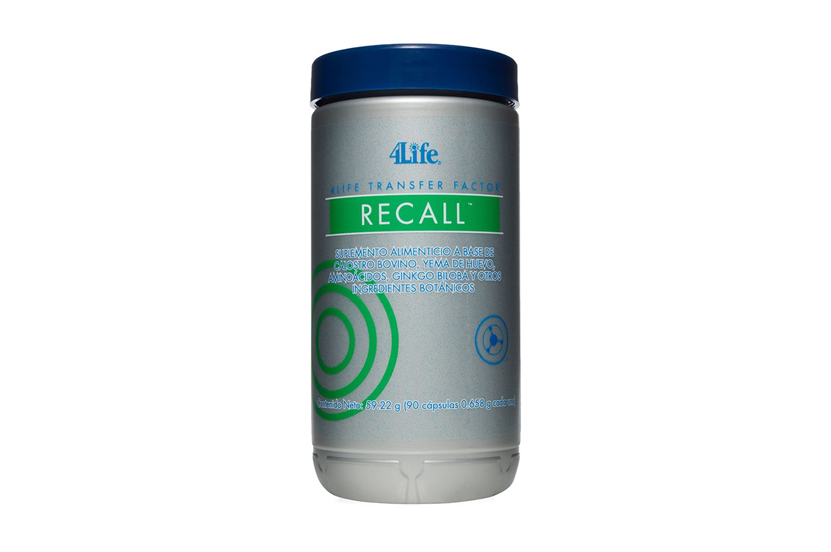 4Life®
4LIFE TRANSFER FACTOR
RECALL™
SUPLEMENTO ALIMENTICIO A BASE DE
CALOSTRO BOVINO, YEMA DE HUEVO,
AMINOÁCIDOS, GINKGO BILOBA Y OTROS
INGREDIENTES BOTÁNICOS
Contenido Neto: 59.22 g (90 cápsulas 0.658 g cada una)